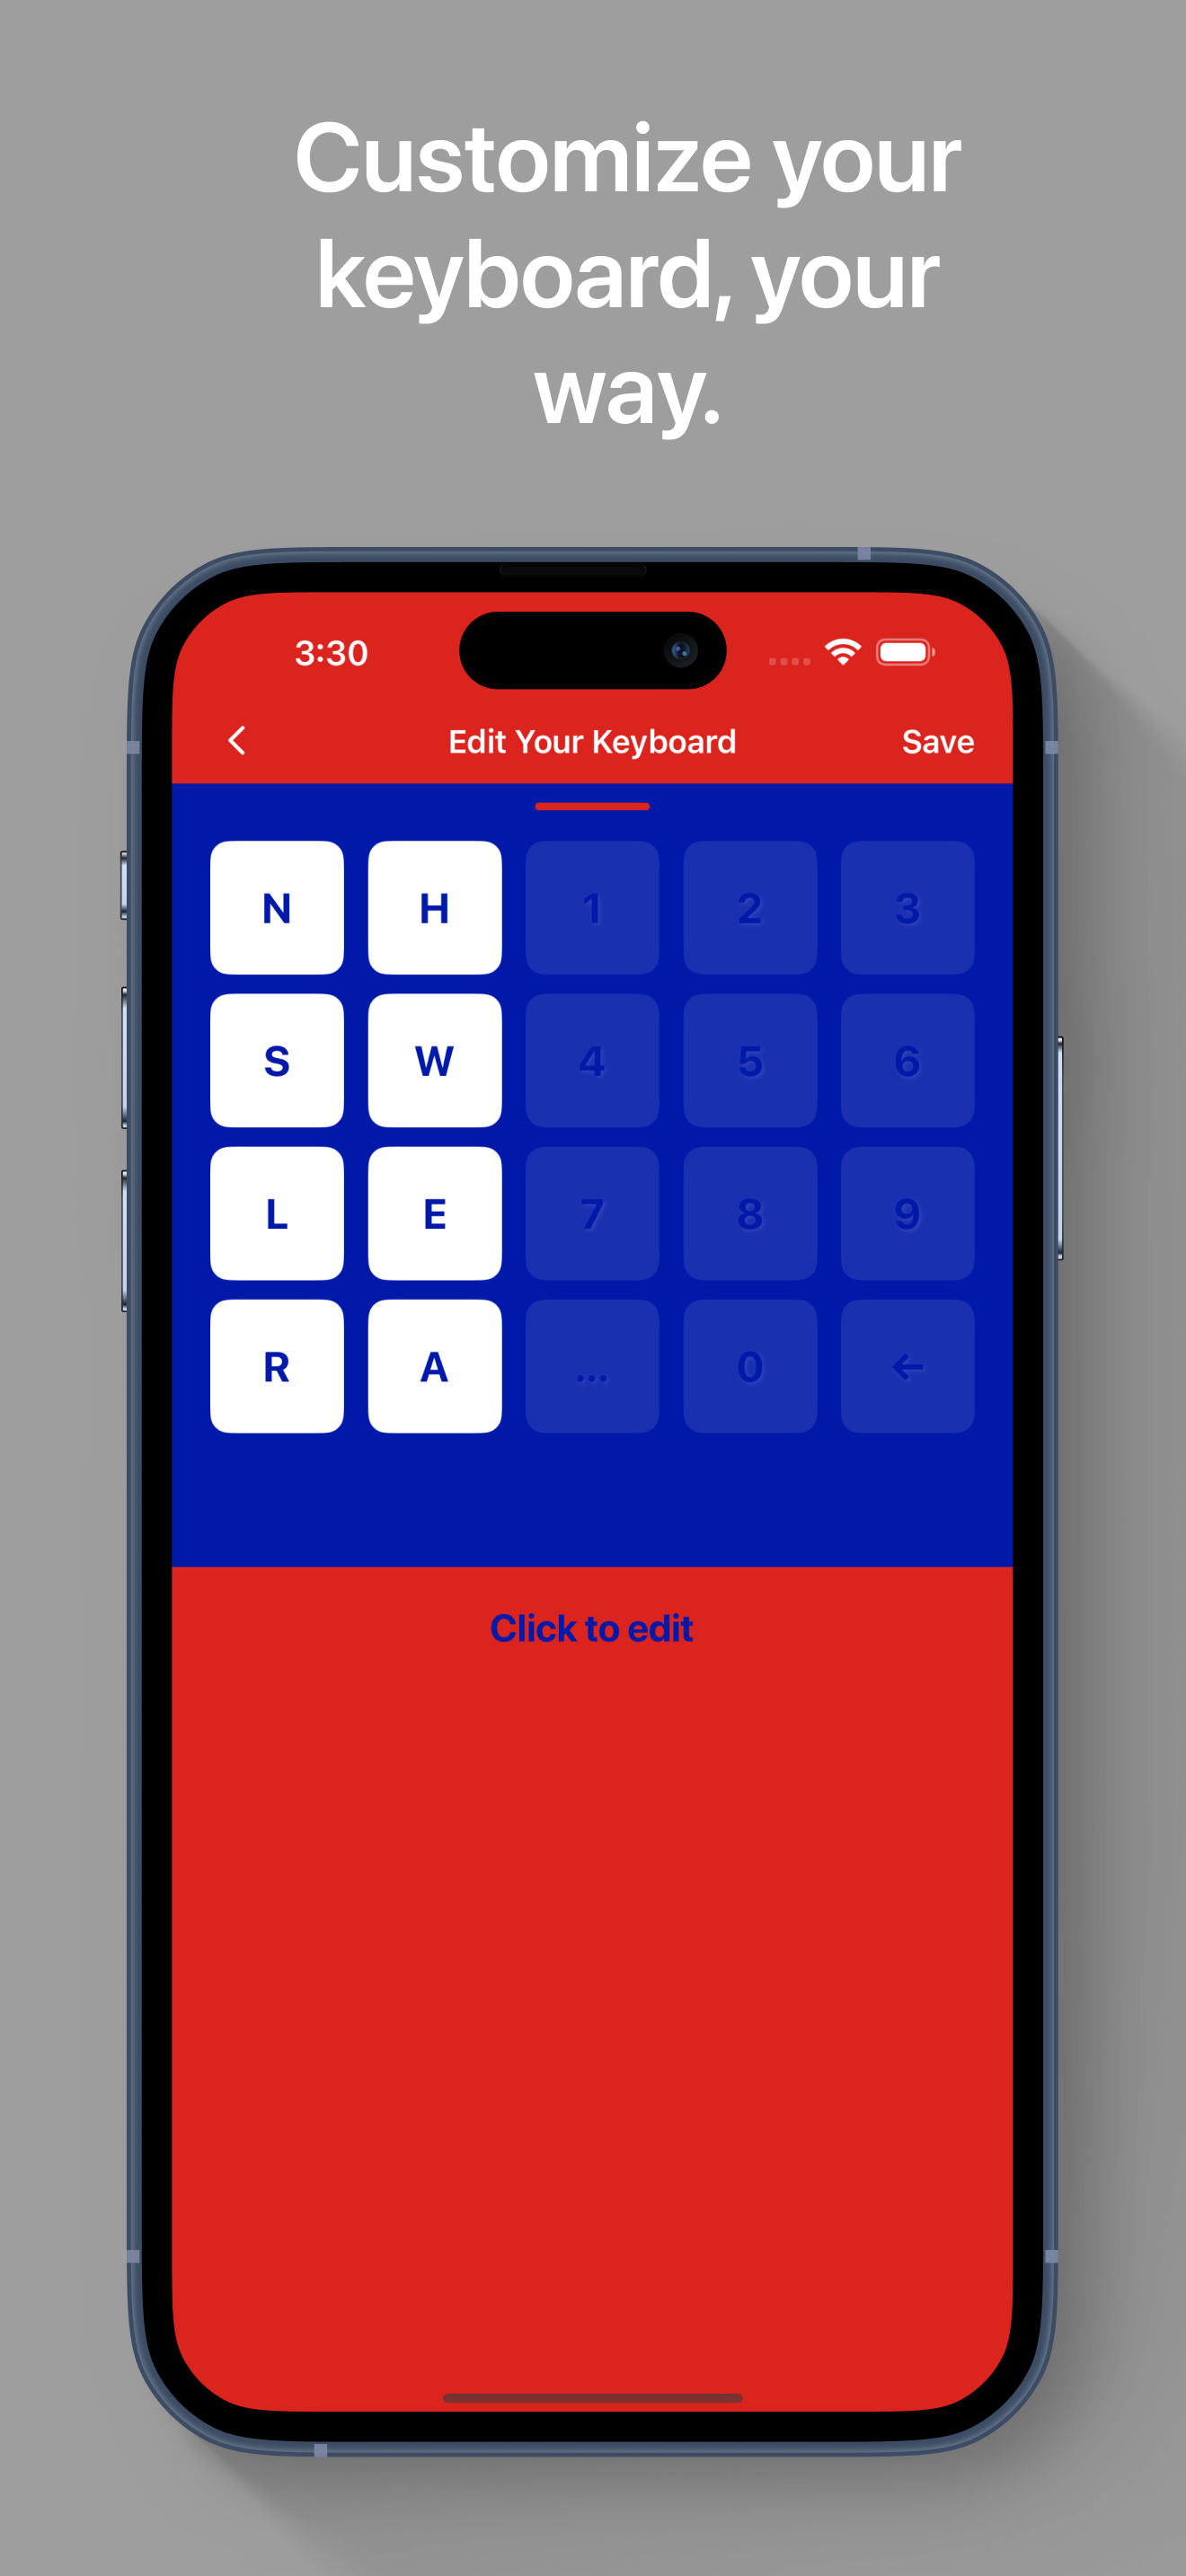 Customize your
keyboard, your
way.
3:30
Edit Your Keyboard Save
N H 1 2 3
S W 4 5 6
L E 7 8 9
R A ... 0 ←
Click to edit